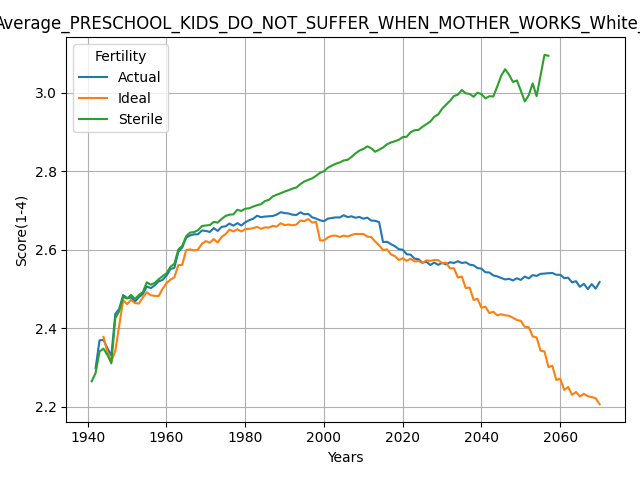 Average_PRESCHOOL_KIDS_DO_NOT_SUFFER_WHEN_MOTHER_WORKS_White_
Fertility
Actual
Ideal
Sterile
Score(1-4)
3.0
2.8
2.6
2.4
2.2
1940 1960 1980 2000 2020 2040 2060
Years